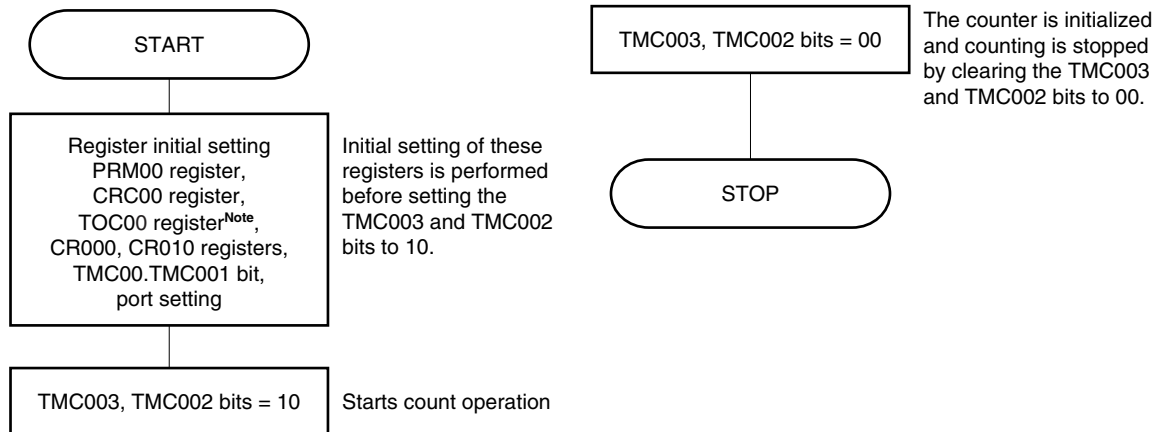 START
Register initial setting
PRM00 register,
CRC00 register,
TOC00 registerNote,
CR000, CR010 registers,
TMC00.TMC001 bit,
port setting
Initial setting of these
registers is performed
before setting the
TMC003 and TMC002
bits to 10.
TMC003, TMC002 bits = 10
Starts count operation
TMC003, TMC002 bits = 00
The counter is initialized
and counting is stopped
by clearing the TMC003
and TMC002 bits to 00.
STOP